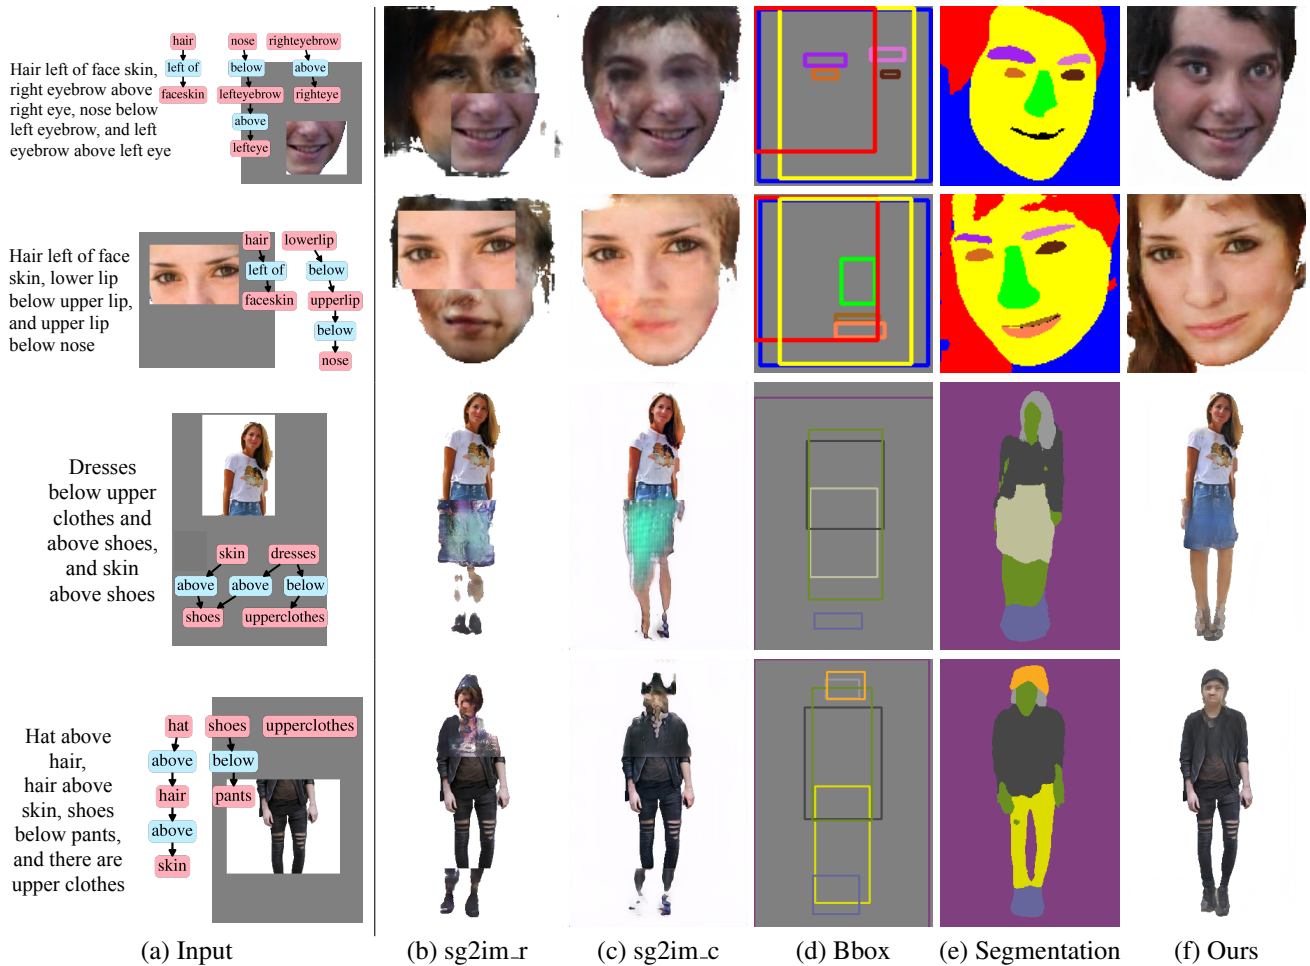 Hair left of face skin,
right eyebrow above
right eye, nose below
left eyebrow, and left
eyebrow above left eye
hair
nose
righteyebrow
left of
below
above
faceskin
lefteyebrow
righteye
above
lefteye
Hair left of face
skin, lower lip
below upper lip,
and upper lip
below nose
hair
lowerlip
left of
below
faceskin
upperlip
below
nose
Dresses
below upper
clothes and
above shoes,
and skin
above shoes
skin
dresses
above
above
below
shoes
upperclothes
Hat above
hair,
hair above
skin, shoes
below pants,
and there are
upper clothes
hat
shoes
upperclothes
above
below
hair
pants
above
skin
(a) Input
(b) sg2im_r
(c) sg2im_c
(d) Bbox
(e) Segmentation
(f) Ours